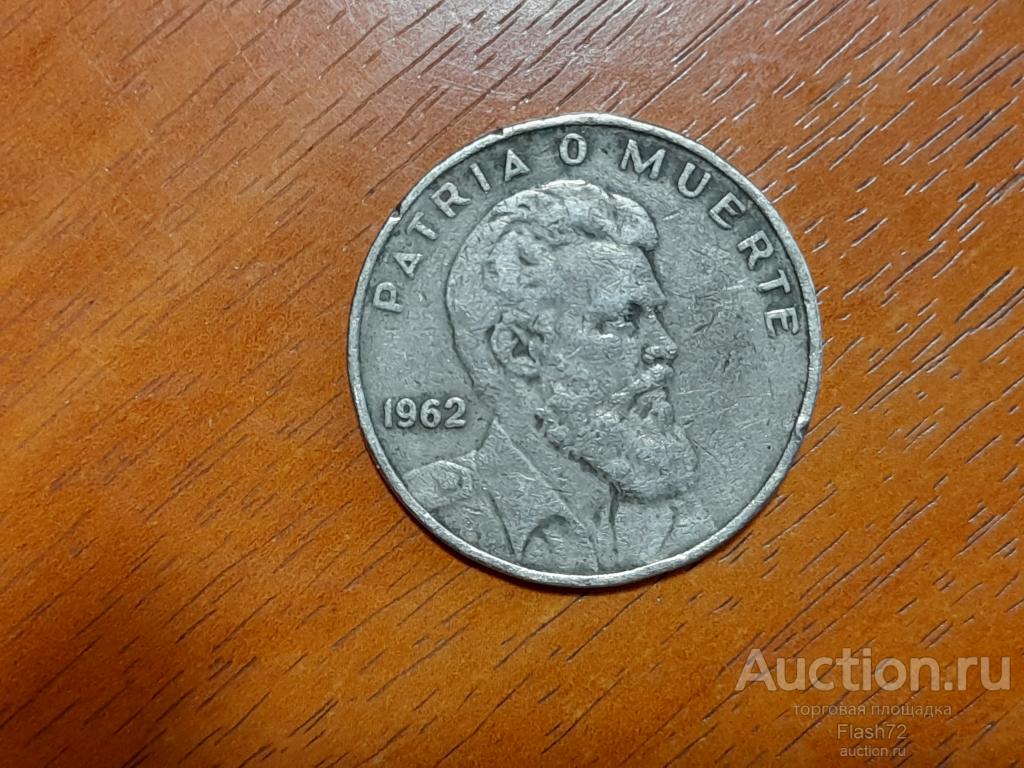 PATRIA O MUERTE
1962
Auction.ru
торговая площадка
Flash72
auction.ru